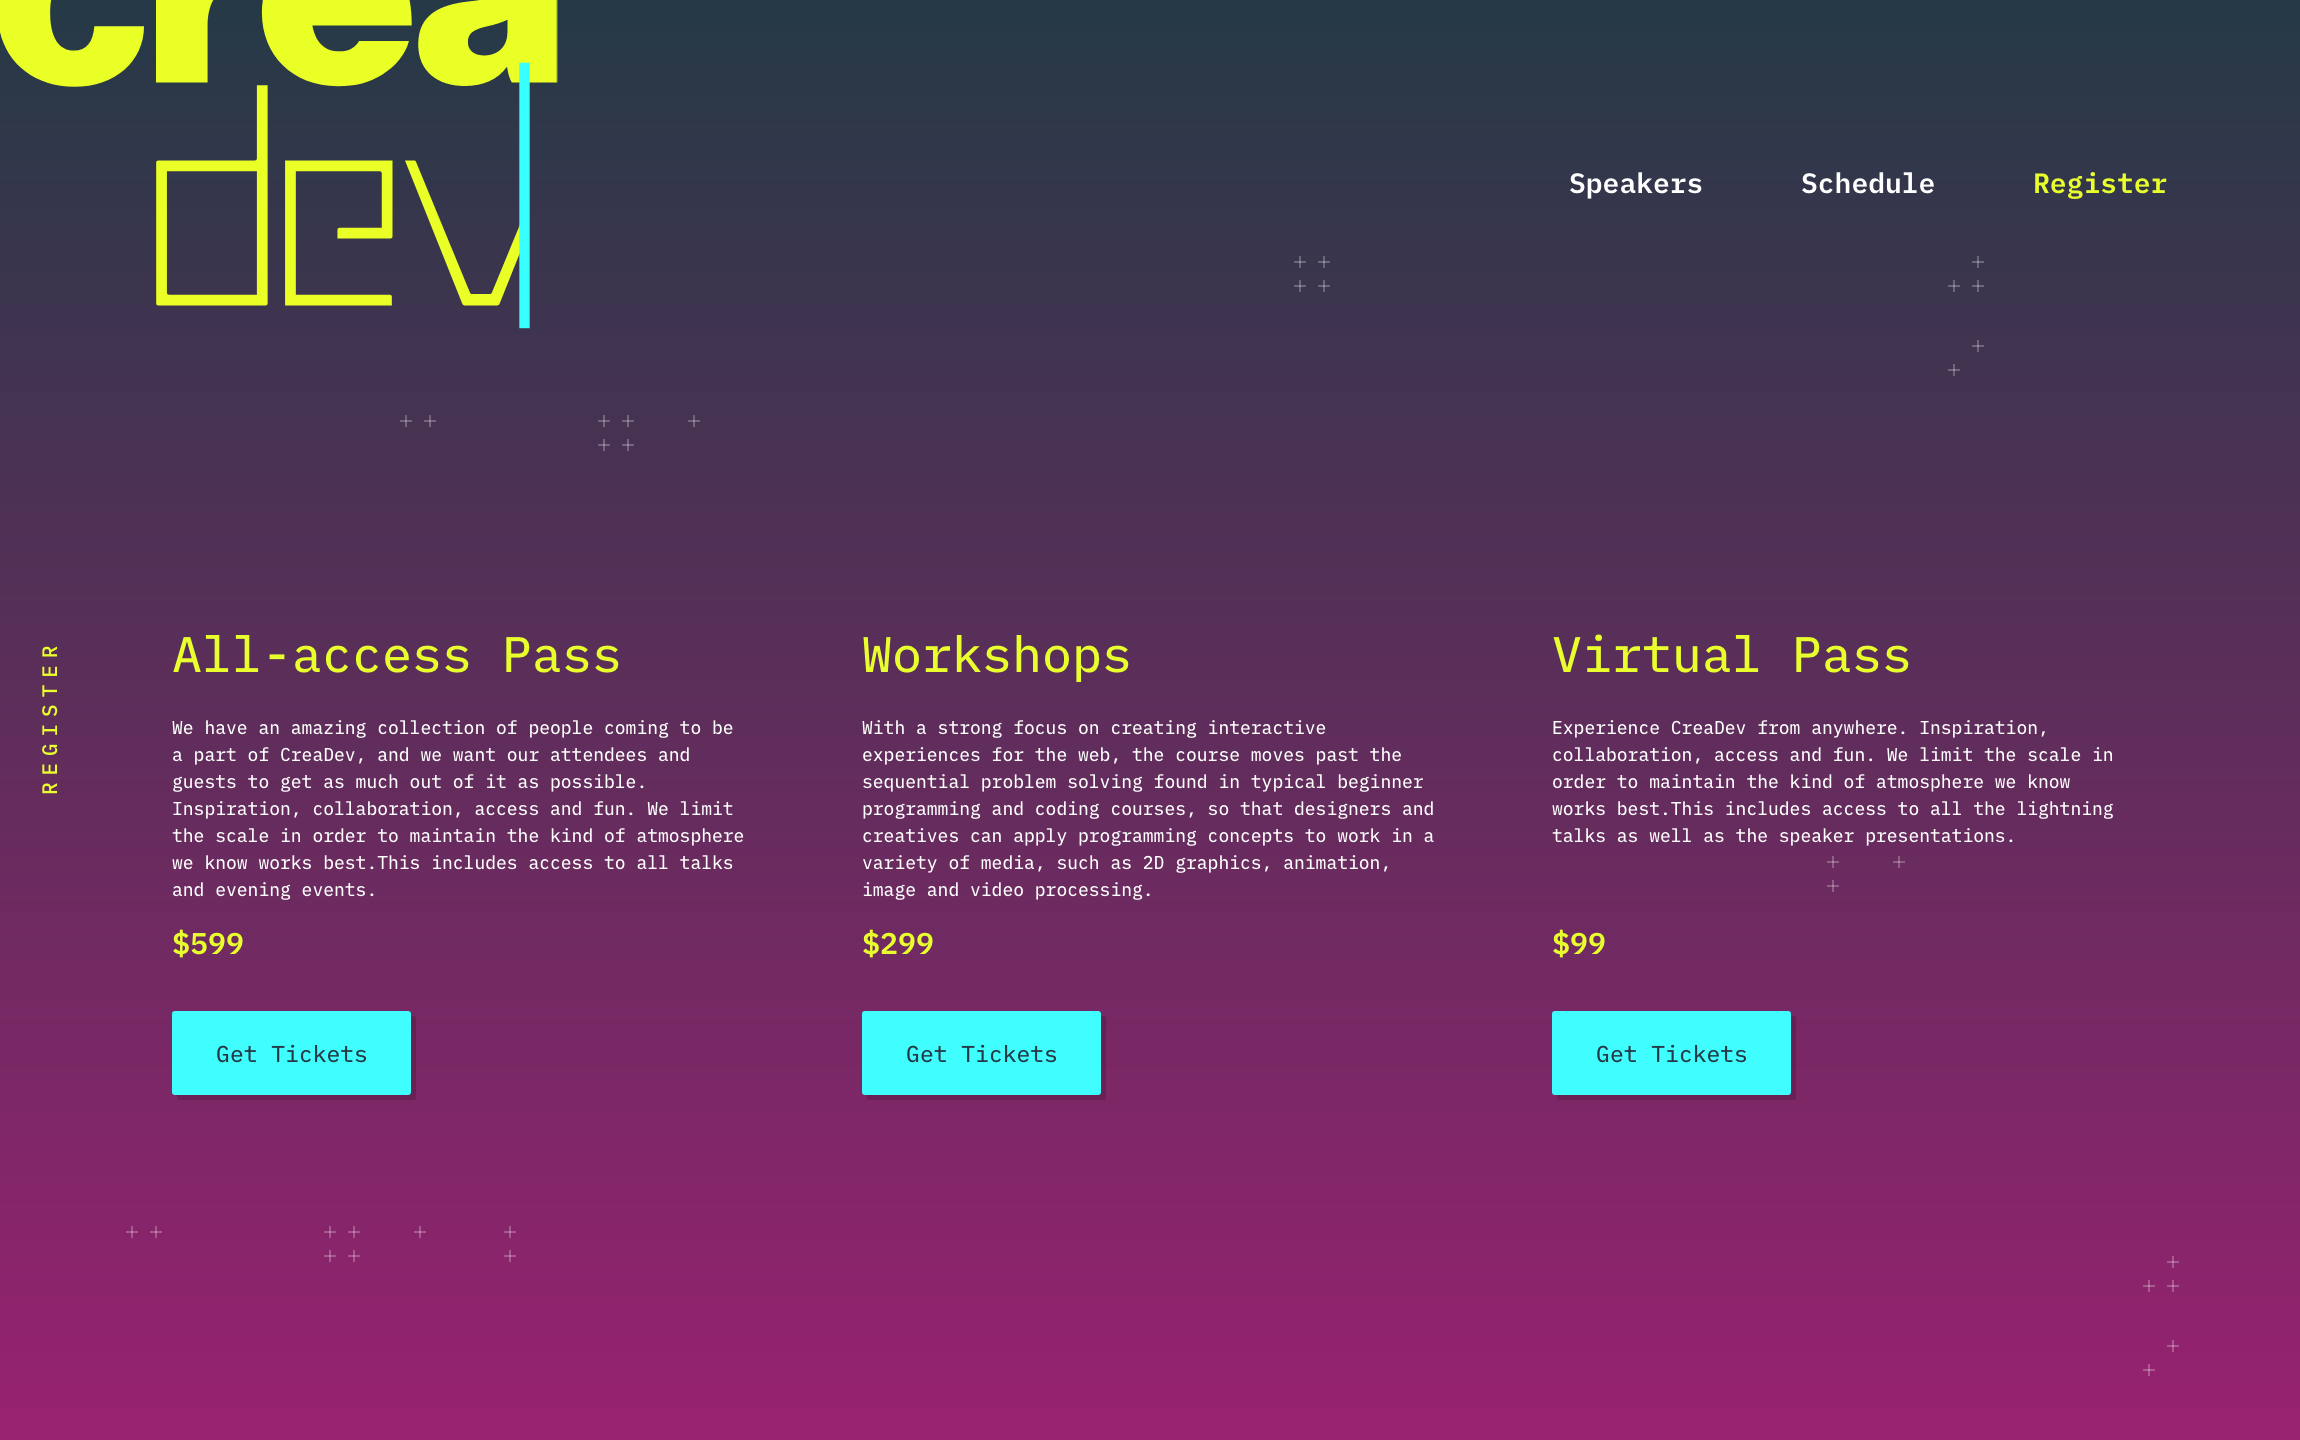 crea
dev
Speakers
Schedule
Register
REGISTER
All-access Pass
We have an amazing collection of people coming to be
a part of CreaDev, and we want our attendees and
guests to get as much out of it as possible.
Inspiration, collaboration, access and fun. We limit
the scale in order to maintain the kind of atmosphere
we know works best.This includes access to all talks
and evening events.
$599
Get Tickets
Workshops
With a strong focus on creating interactive
experiences for the web, the course moves past the
sequential problem solving found in typical beginner
programming and coding courses, so that designers and
creatives can apply programming concepts to work in a
variety of media, such as 2D graphics, animation,
image and video processing.
$299
Get Tickets
Virtual Pass
Experience CreaDev from anywhere. Inspiration,
collaboration, access and fun. We limit the scale in
order to maintain the kind of atmosphere we know
works best.This includes access to all the lightning
talks as well as the speaker presentations.
$99
Get Tickets